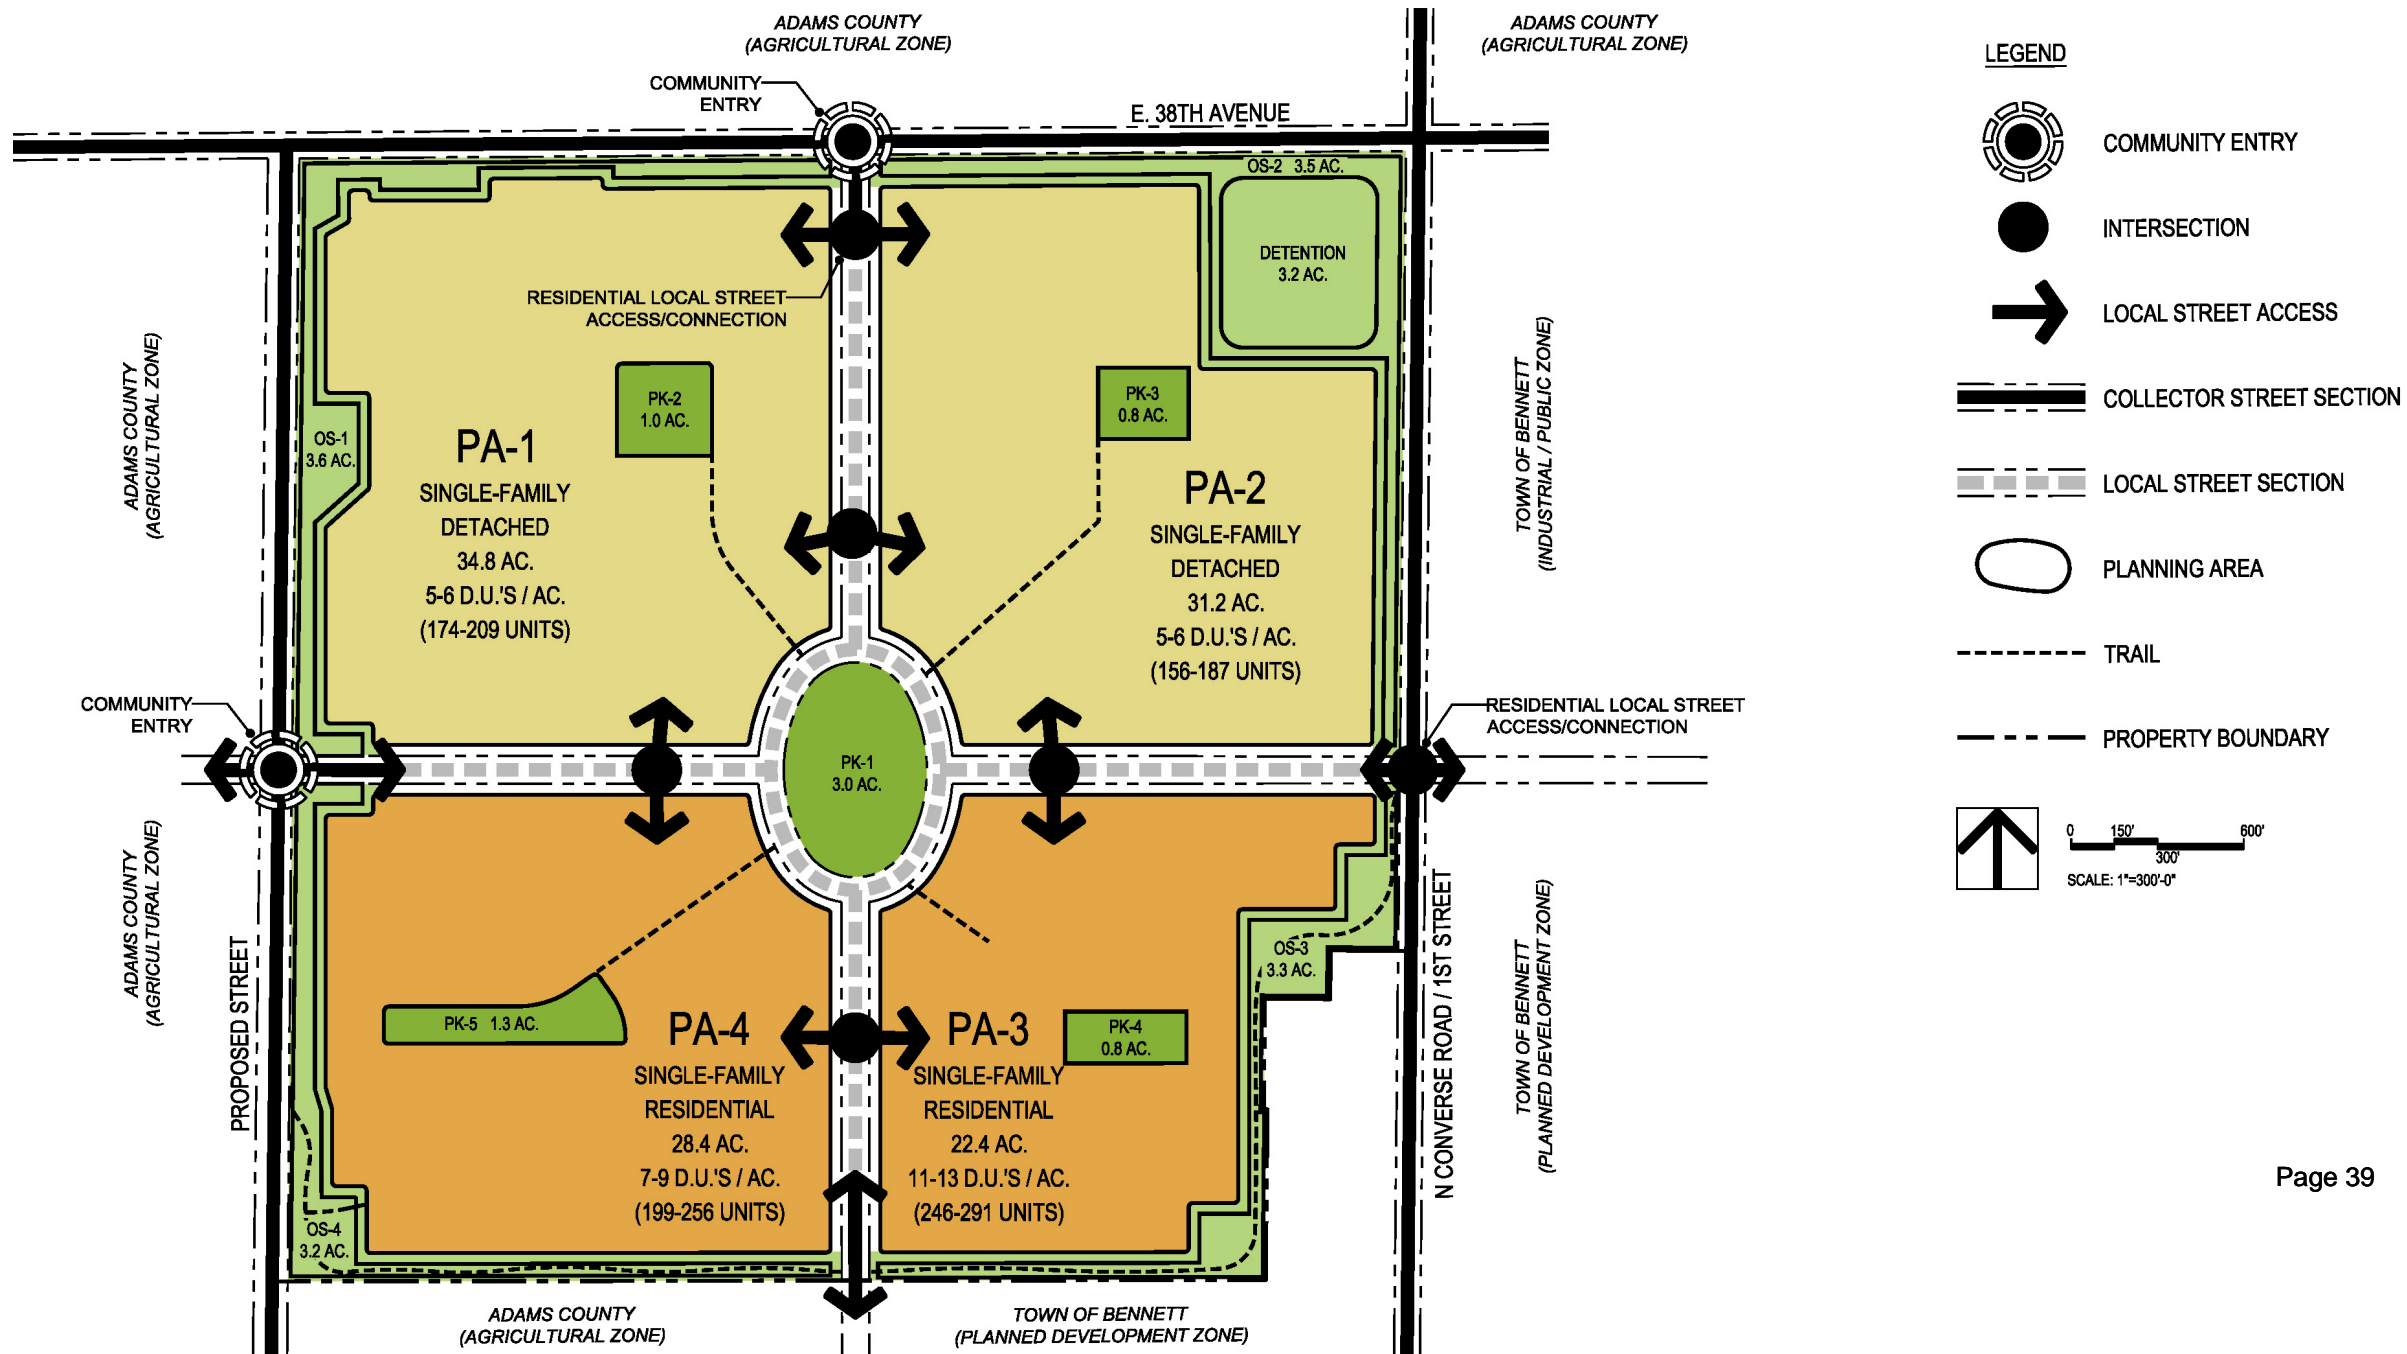 ADAMS COUNTY
(AGRICULTURAL ZONE)
ADAMS COUNTY
(AGRICULTURAL ZONE)
COMMUNITY
ENTRY
E. 38TH AVENUE
OS-2 3.5 AC.
DETENTION
3.2 AC.
RESIDENTIAL LOCAL STREET
ACCESS/CONNECTION
ADAMS COUNTY
(AGRICULTURAL ZONE)
OS-1
3.6 AC.
PK-2
1.0 AC.
PK-3
0.8 AC.
PA-1
SINGLE-FAMILY
DETACHED
34.8 AC.
5-6 D.U.'S / AC.
(174-209 UNITS)
PA-2
SINGLE-FAMILY
DETACHED
31.2 AC.
5-6 D.U.'S / AC.
(156-187 UNITS)
TOWN OF BENNETT
(INDUSTRIAL / PUBLIC ZONE)
COMMUNITY
ENTRY
RESIDENTIAL LOCAL STREET
ACCESS/CONNECTION
PK-1
3.0 AC.
ADAMS COUNTY
(AGRICULTURAL ZONE)
PROPOSED STREET
OS-3
3.3 AC.
N CONVERSE ROAD / 1ST STREET
TOWN OF BENNETT
(PLANNED DEVELOPMENT ZONE)
PK-5 1.3 AC.
PA-4
SINGLE-FAMILY
RESIDENTIAL
28.4 AC.
7-9 D.U.'S / AC.
(199-256 UNITS)
PA-3
SINGLE-FAMILY
RESIDENTIAL
22.4 AC.
11-13 D.U.'S / AC.
(246-291 UNITS)
PK-4
0.8 AC.
OS-4
3.2 AC.
ADAMS COUNTY
(AGRICULTURAL ZONE)
TOWN OF BENNETT
(PLANNED DEVELOPMENT ZONE)
LEGEND
COMMUNITY ENTRY
INTERSECTION
LOCAL STREET ACCESS
COLLECTOR STREET SECTION
LOCAL STREET SECTION
PLANNING AREA
TRAIL
PROPERTY BOUNDARY
0 150' 600'
300'
SCALE: 1"=300'-0"
Page 39